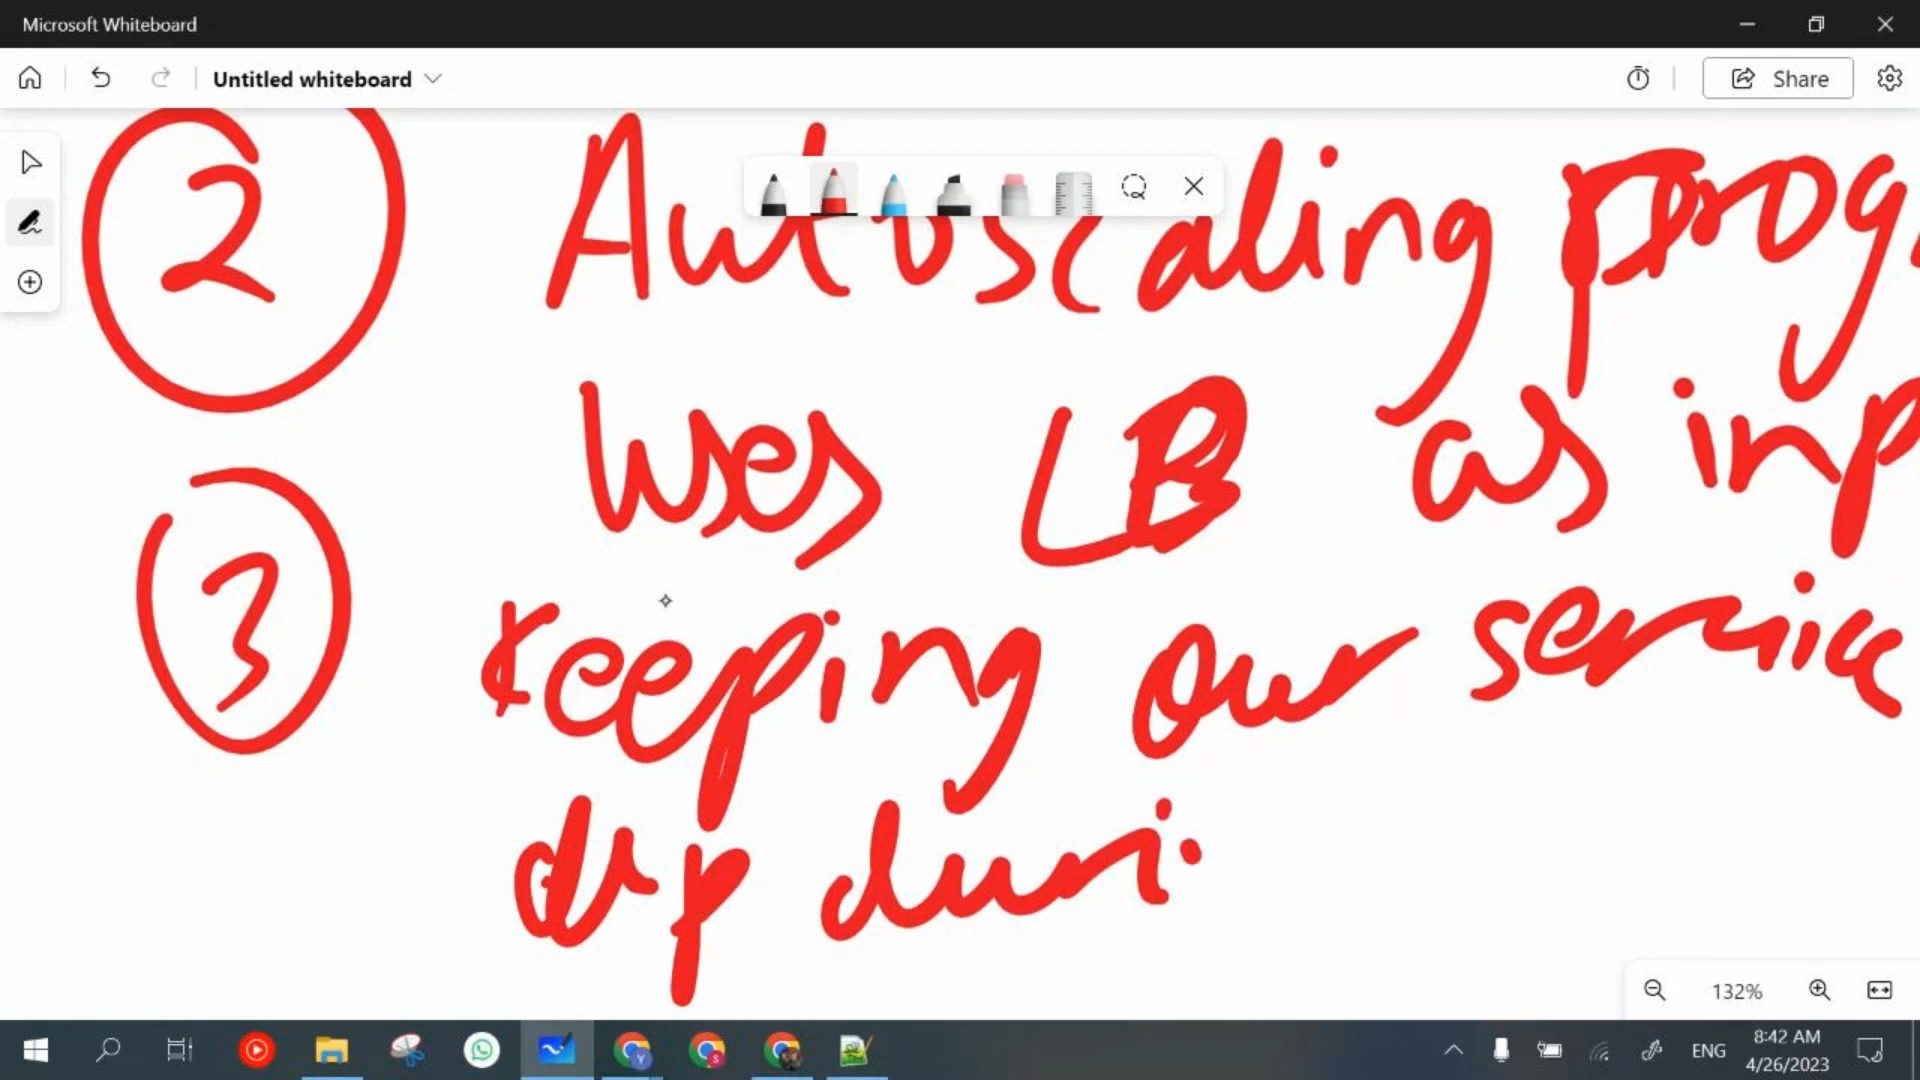 Microsoft Whiteboard
Untitled whiteboard
Share
2 Autoscaling prog
uses LB as inp
3 Keeping our service
up duri
132%
ENG
8:42 AM
4/26/2023